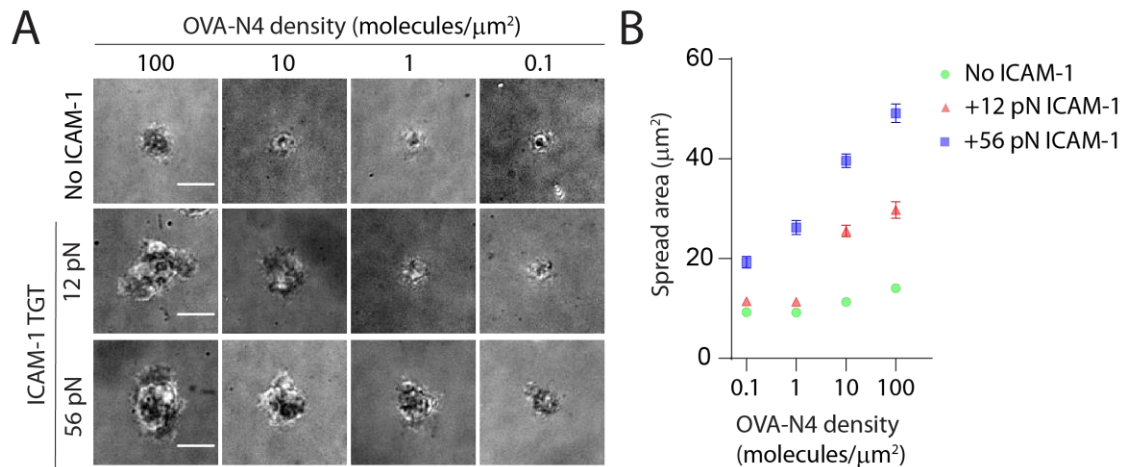 A
OVA-N4 density (molecules/μm²)
100 10 1 0.1
No ICAM-1
ICAM-1 TGT
12 pN
56 pN
B
60
40
20
0
Spread area (μm²)
0.1 1 10 100
OVA-N4 density
(molecules/μm²)
No ICAM-1
+12 pN ICAM-1
+56 pN ICAM-1